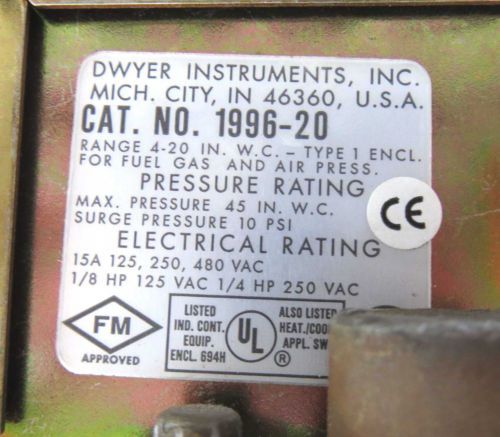 DWYER INSTRUMENTS, INC.
MICH. CITY, IN 46360, U.S.A.
CAT. NO. 1996-20
RANGE 4-20 IN. W.C. - TYPE 1 ENCL.
FOR FUEL GAS AND AIR PRESS.
PRESSURE RATING
MAX. PRESSURE 45 IN. W.C.
SURGE PRESSURE 10 PSI
CE
ELECTRICAL RATING
15A 125, 250, 480 VAC
1/8 HP 125 VAC 1/4 HP 250 VAC
FM
APPROVED
LISTED
IND. CONT.
EQUIP.
ENCL. 694H
UL
®
ALSO LISTED
HEAT./COO
APPL. SW